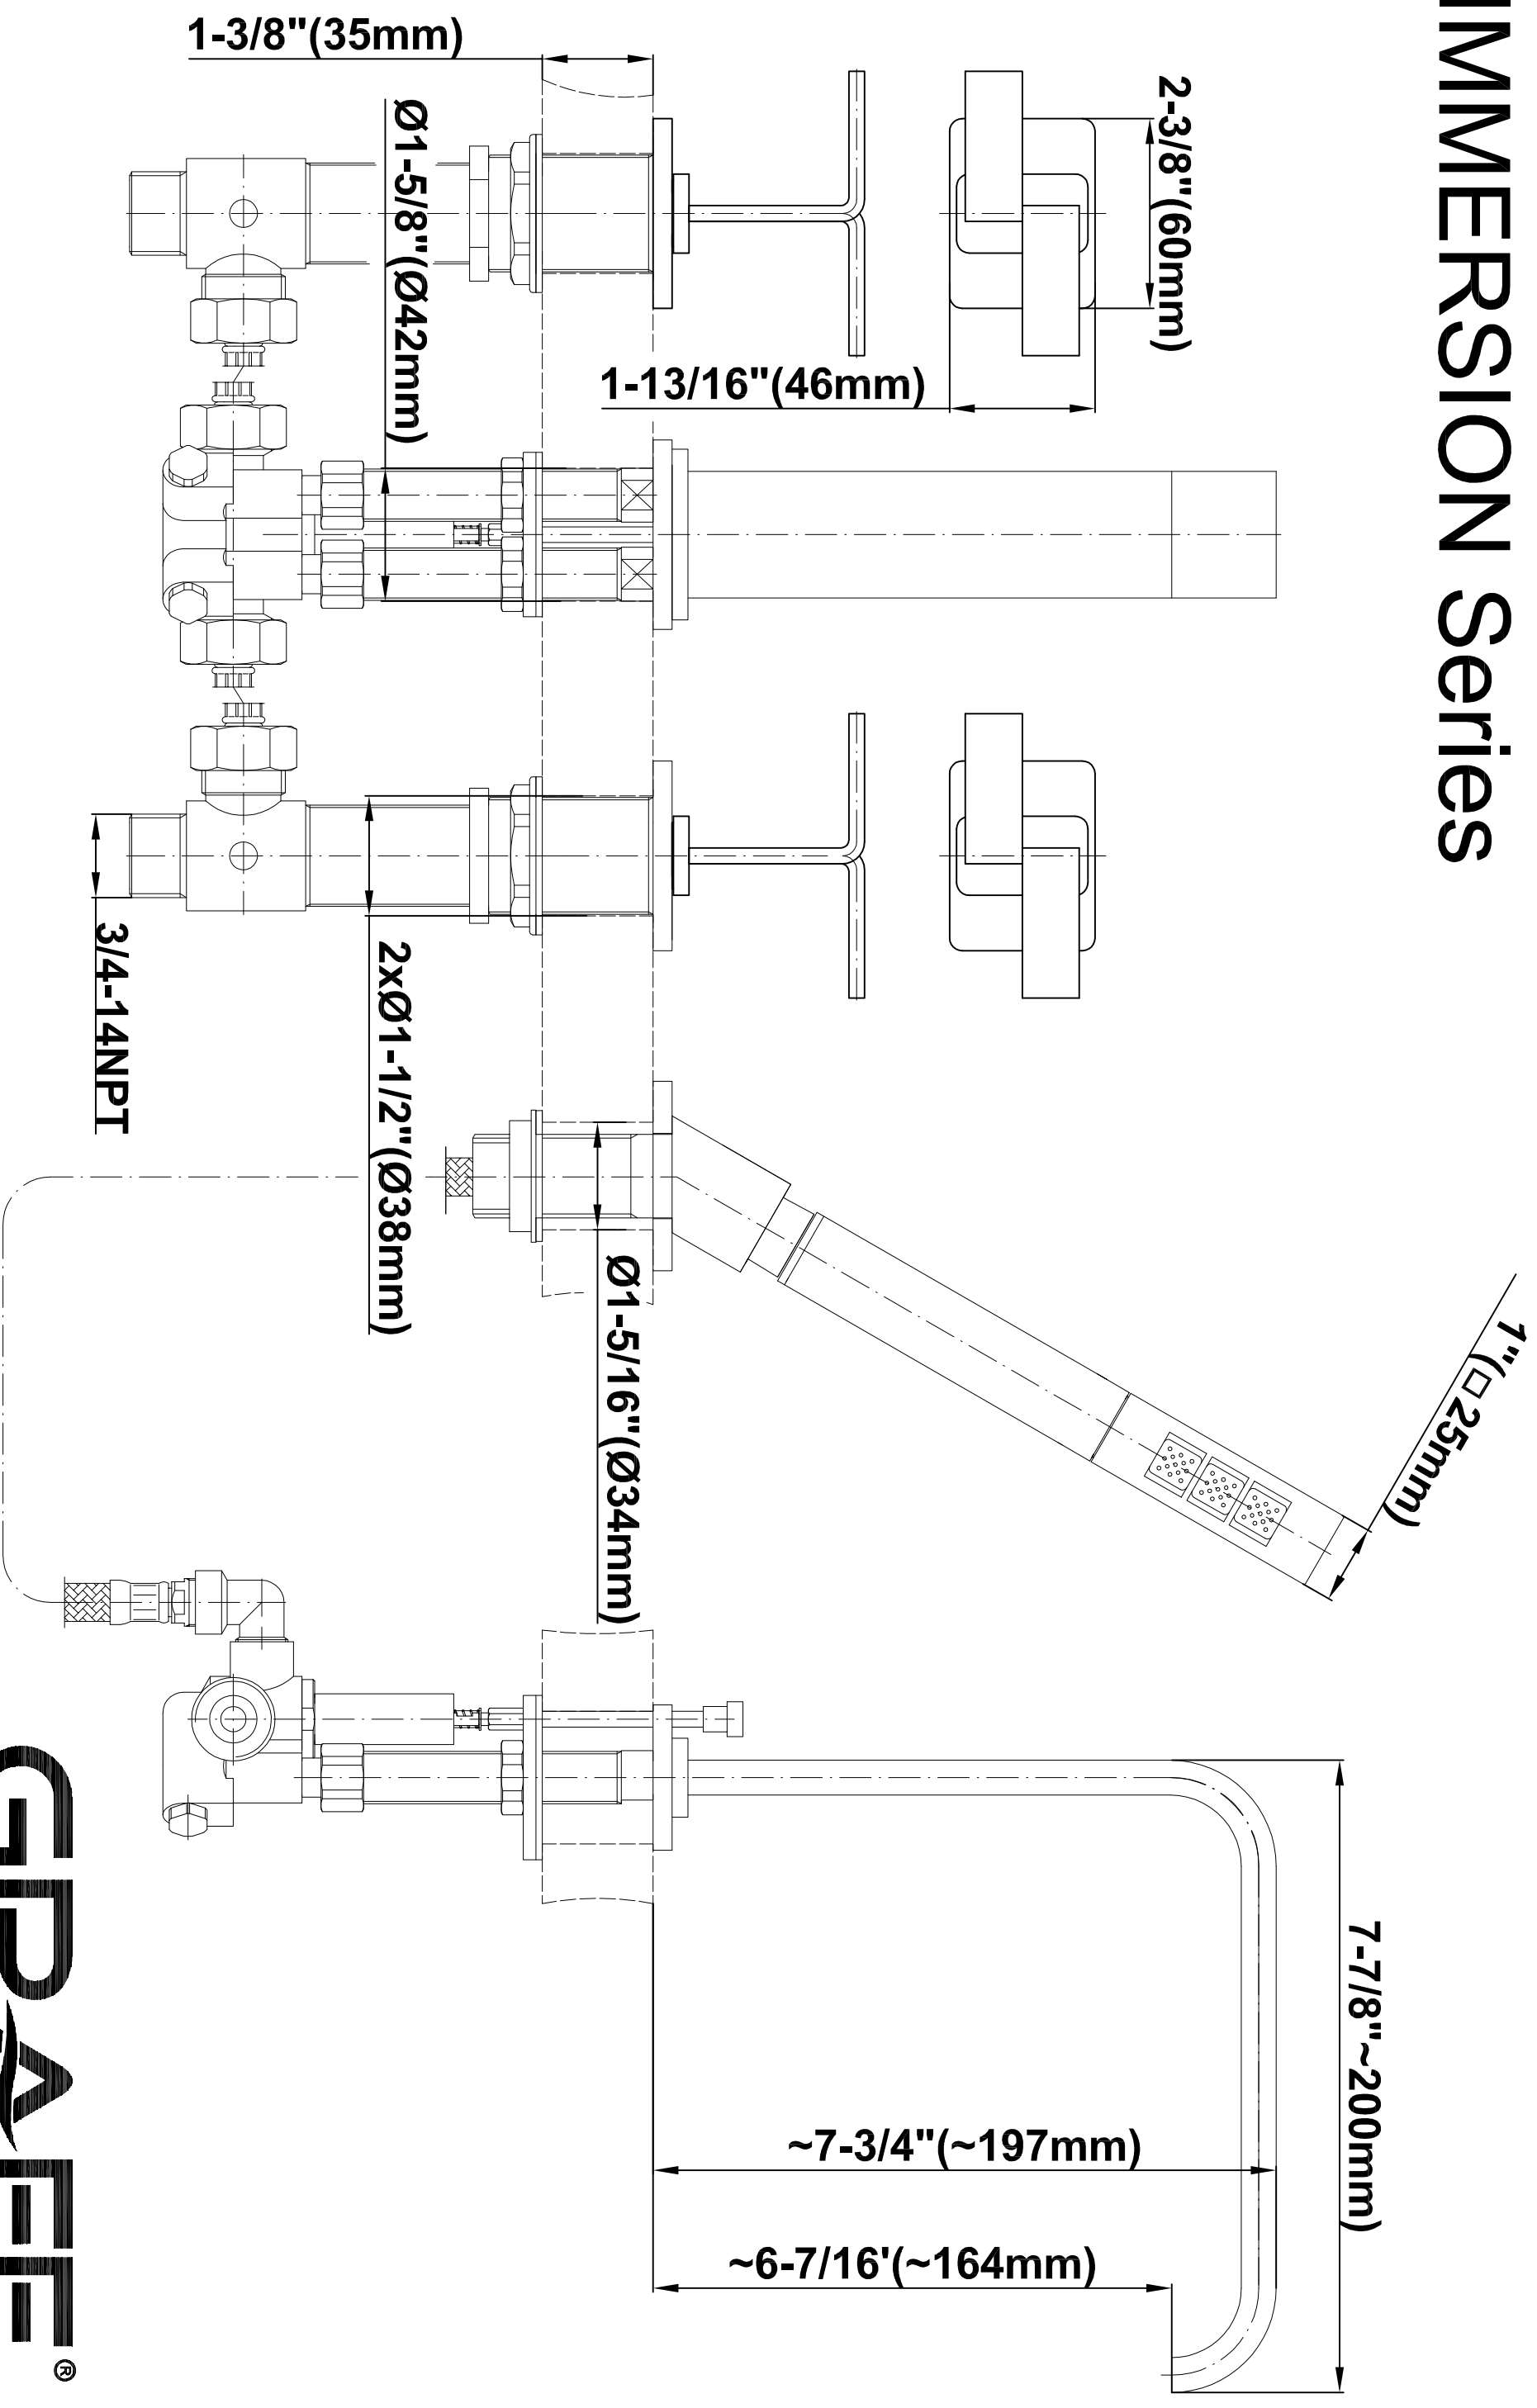 IMMERSION Series
1-3/8"(35mm)
2-3/8"(60mm)
Ø1-5/8"(Ø42mm)
1-13/16"(46mm)
3/4-14NPT
2xØ1-1/2"(Ø38mm)
Ø1-5/16"(Ø34mm)
1"(□25mm)
7-7/8"~200mm)
~7-3/4"(~197mm)
~6-7/16'(~164mm)
GRAFF®